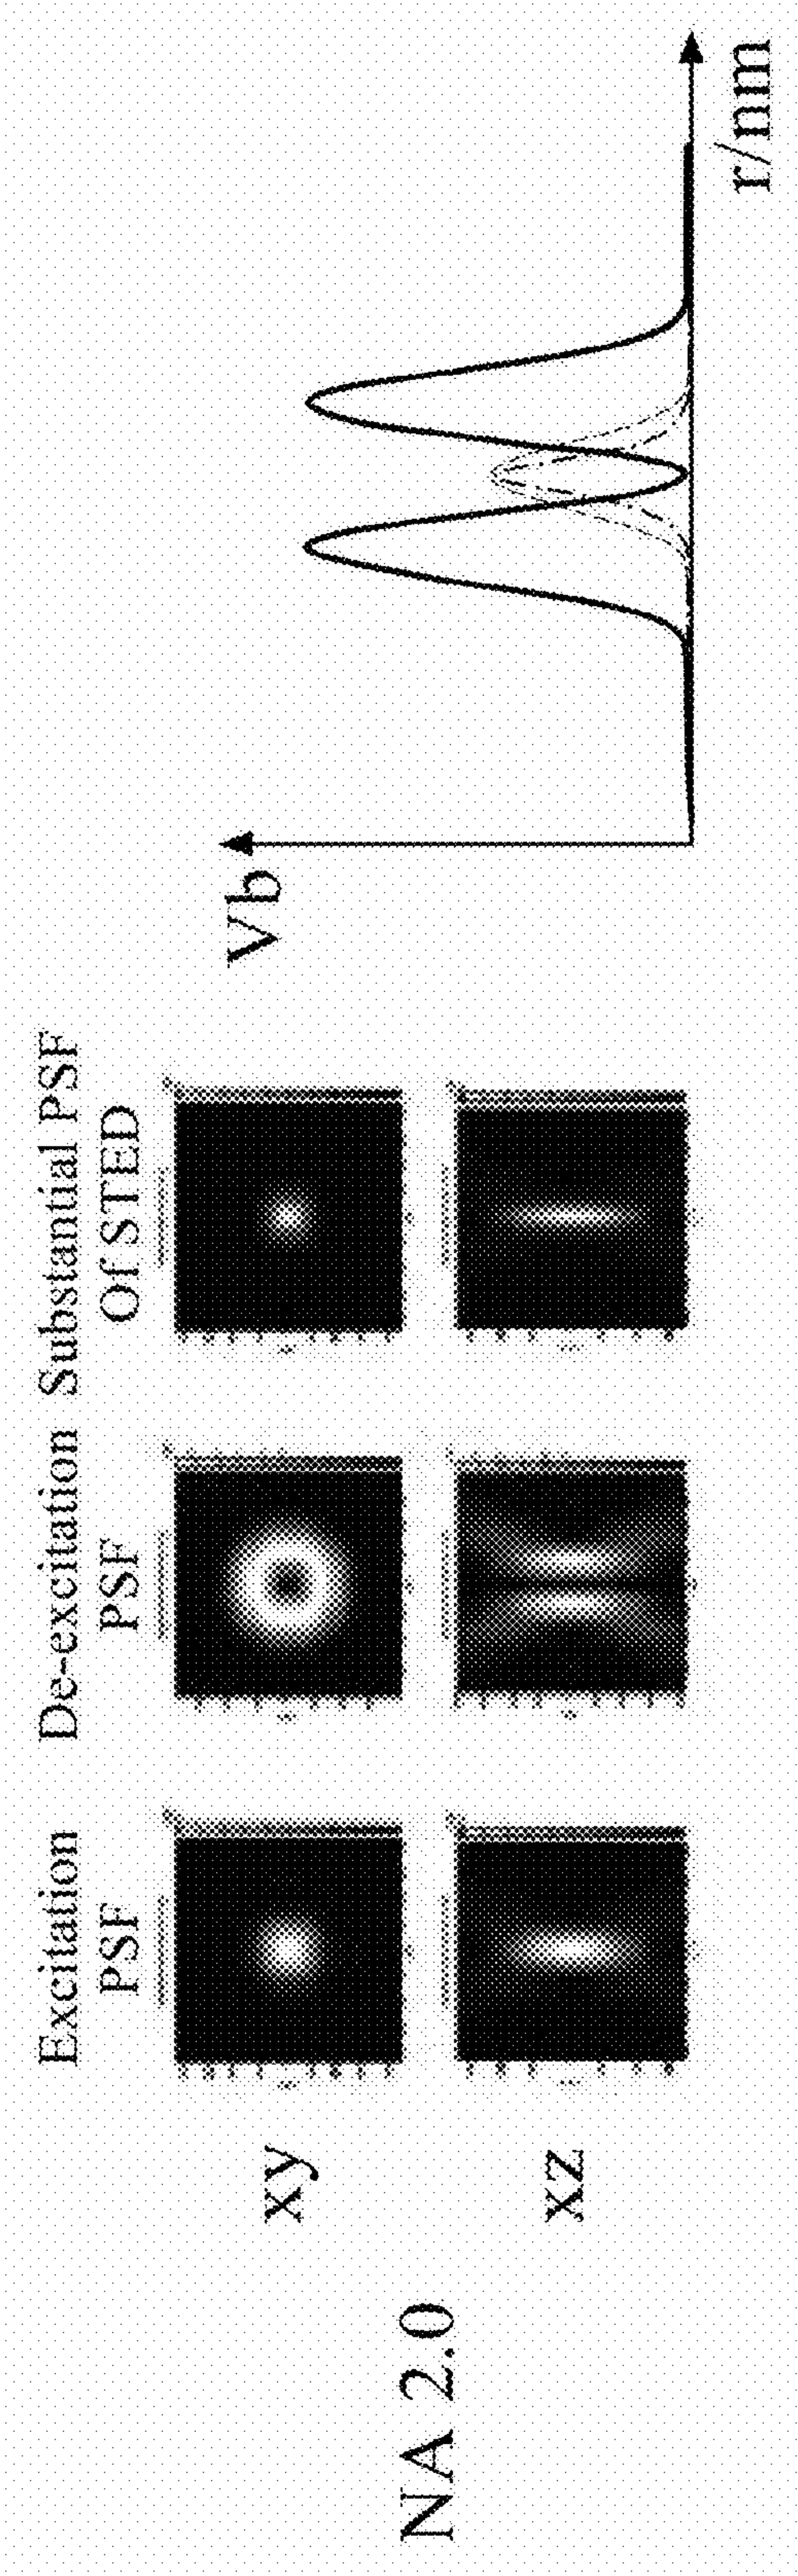 Excitation
PSF
De-excitation
PSF
Substantial PSF
Of STED
NA 2.0
xy
xz
Vb
r/nm